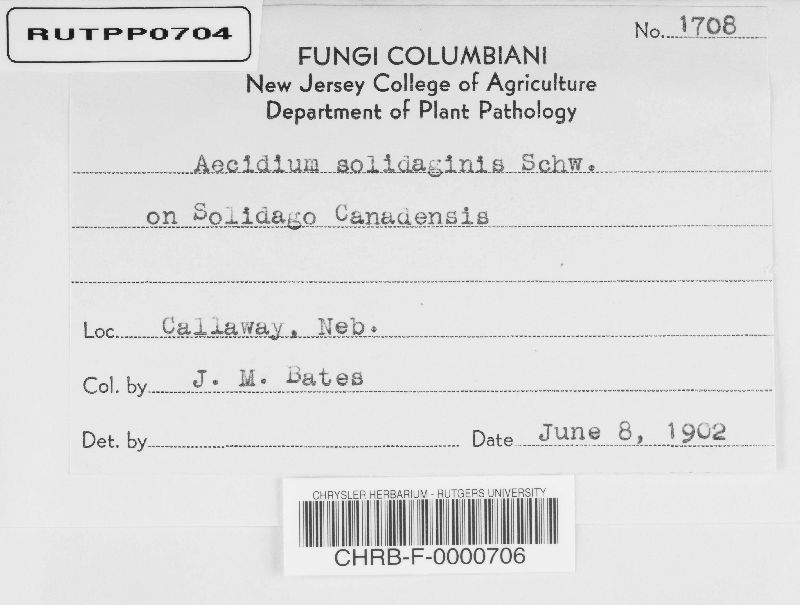 RUTPP0704
No. 1708
FUNGI COLUMBIANI
New Jersey College of Agriculture
Department of Plant Pathology
Aecidium solidaginis Schw.
on Solidago Canadensis
Loc. Callaway, Neb.
Col. by J. M. Bates
Det. by Date June 8, 1902
CHRYSLER HERBARIUM - RUTGERS UNIVERSITY
CHRB-F-0000706